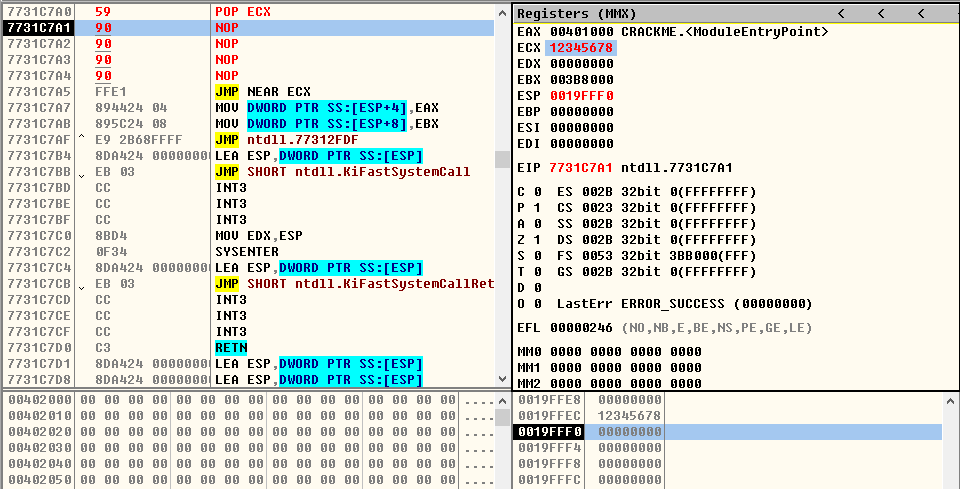 7731C7A0 59 POP ECX
7731C7A1 90 NOP
7731C7A2 90 NOP
7731C7A3 90 NOP
7731C7A4 90 NOP
7731C7A5 FFE1 JMP NEAR ECX
7731C7A7 894424 04 MOV DWORD PTR SS:[ESP+4],EAX
7731C7AB 895C24 08 MOV DWORD PTR SS:[ESP+8],EBX
7731C7AF ^ E9 2B68FFFF JMP ntdll.77312FDF
7731C7B4 8DA424 0000000 LEA ESP,DWORD PTR SS:[ESP]
7731C7BB ˇ EB 03 JMP SHORT ntdll.KiFastSystemCall
7731C7BD CC INT3
7731C7BE CC INT3
7731C7BF CC INT3
7731C7C0 8BD4 MOV EDX,ESP
7731C7C2 0F34 SYSENTER
7731C7C4 8DA424 0000000 LEA ESP,DWORD PTR SS:[ESP]
7731C7CB ˇ EB 03 JMP SHORT ntdll.KiFastSystemCallRet
7731C7CD CC INT3
7731C7CE CC INT3
7731C7CF CC INT3
7731C7D0 C3 RETN
7731C7D1 8DA424 0000000 LEA ESP,DWORD PTR SS:[ESP]
7731C7D8 8DA424 0000000 LEA ESP,DWORD PTR SS:[ESP]
Registers (MMX) < < <
EAX 00401000 CRACKME.<ModuleEntryPoint>
ECX 12345678
EDX 00000000
EBX 003B8000
ESP 0019FFF0
EBP 00000000
ESI 00000000
EDI 00000000
EIP 7731C7A1 ntdll.7731C7A1
C 0 ES 002B 32bit 0(FFFFFFFF)
P 1 CS 0023 32bit 0(FFFFFFFF)
A 0 SS 002B 32bit 0(FFFFFFFF)
Z 1 DS 002B 32bit 0(FFFFFFFF)
S 0 FS 0053 32bit 3BB000(FFF)
T 0 GS 002B 32bit 0(FFFFFFFF)
D 0
O 0 LastErr ERROR_SUCCESS (00000000)
EFL 00000246 (NO,NB,E,BE,NS,PE,GE,LE)
MM0 0000 0000 0000 0000
MM1 0000 0000 0000 0000
MM2 0000 0000 0000 0000
00402000 00 00 00 00 00 00 00 00 00 00 00 00 00 00 00 00 ....
00402010 00 00 00 00 00 00 00 00 00 00 00 00 00 00 00 00 ....
00402020 00 00 00 00 00 00 00 00 00 00 00 00 00 00 00 00 ....
00402030 00 00 00 00 00 00 00 00 00 00 00 00 00 00 00 00 ....
00402040 00 00 00 00 00 00 00 00 00 00 00 00 00 00 00 00 ....
00402050 00 00 00 00 00 00 00 00 00 00 00 00 00 00 00 00 ....
0019FFE8 00000000
0019FFEC 12345678
0019FFF0 00000000
0019FFF4 00000000
0019FFF8 00000000
0019FFFC 00000000